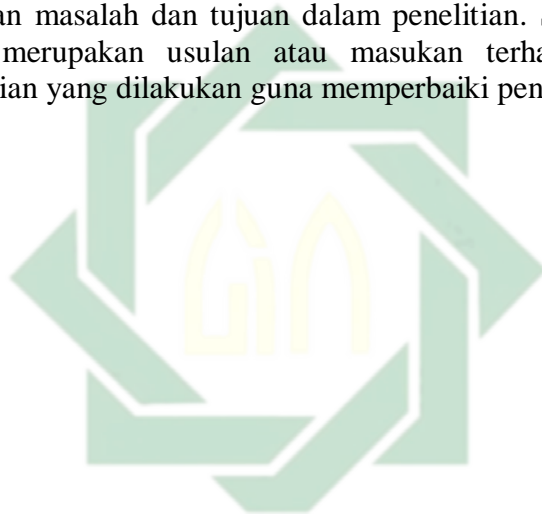 an masalah dan tujuan dalam penelitian.
merupakan usulan atau masukan terha
ian yang dilakukan guna memperbaiki pen